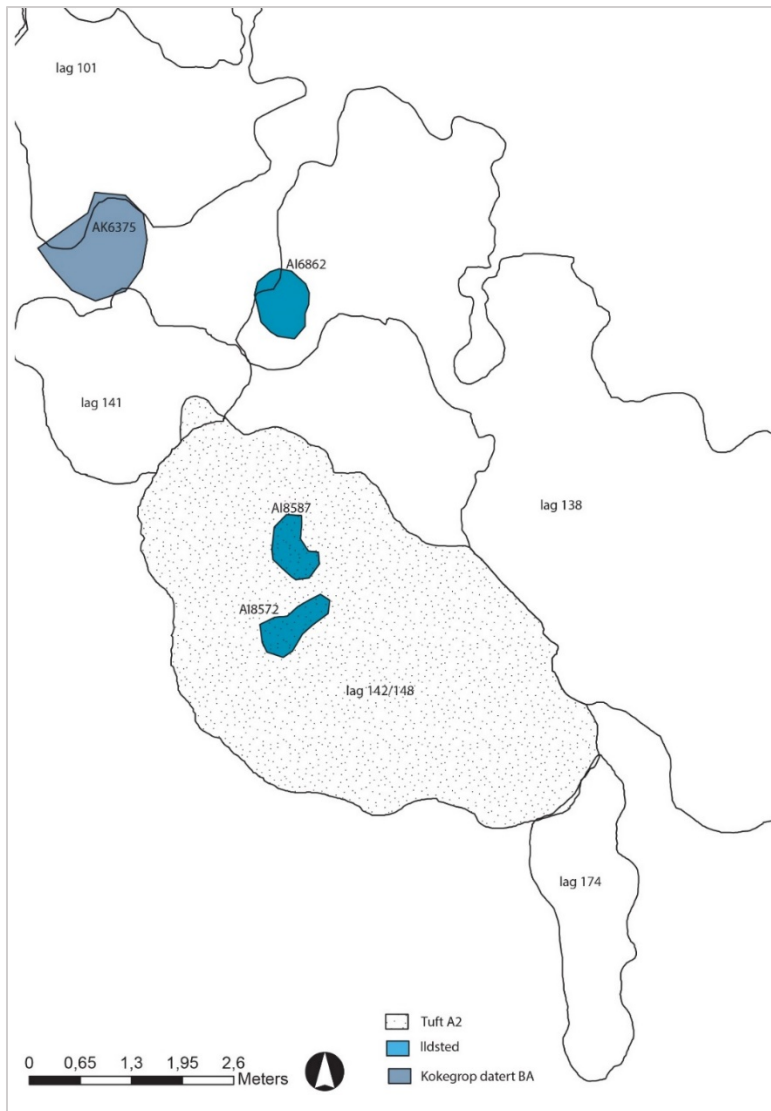 lag 101
AK6375
AI6862
lag 141
AI8587
lag 138
AI8572
lag 142/148
lag 174
Tuft A2
Ildsted
Kokegrop datert BA
0 0,65 1,3 1,95 2,6
Meters